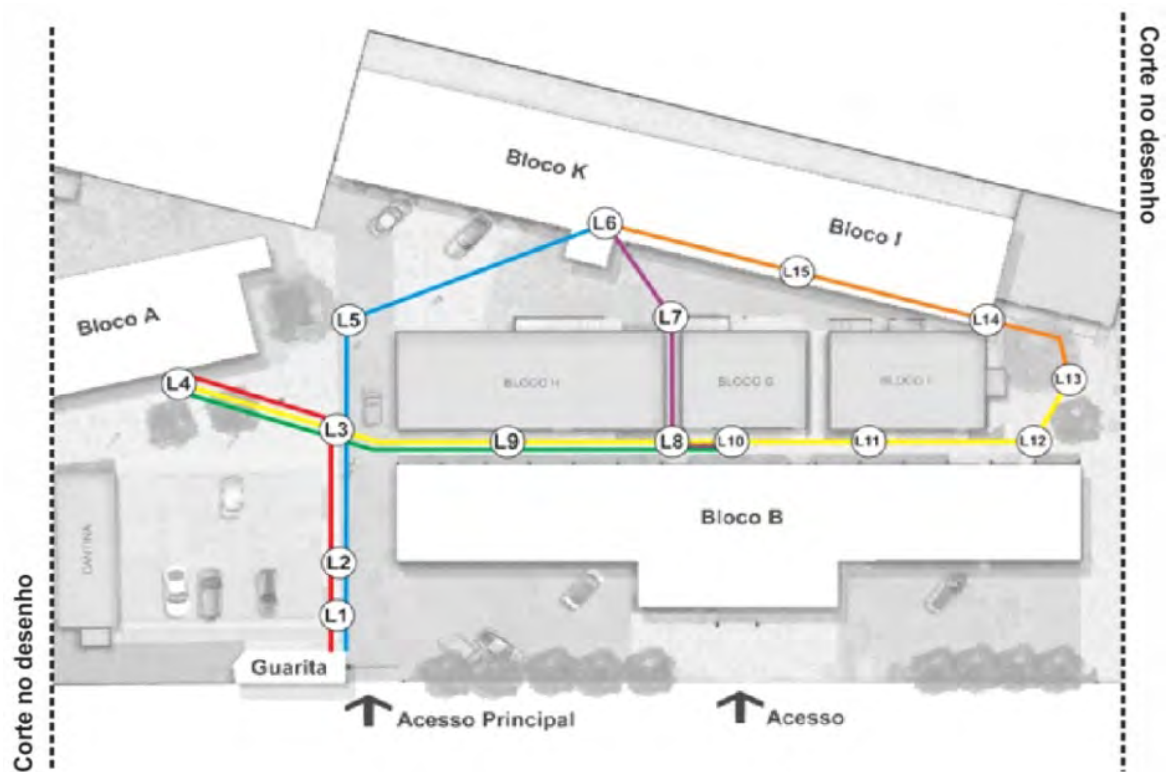 Corte no desenho
Corte no desenho
Bloco K
Bloco I
Bloco A
L6
L15
L5
L7
L14
BLOCO H
BLOCO G
L4
L13
L3
L9
L8
L10
L11
L12
Bloco B
CANTINA
L2
L1
Guarita
Acesso Principal
Acesso